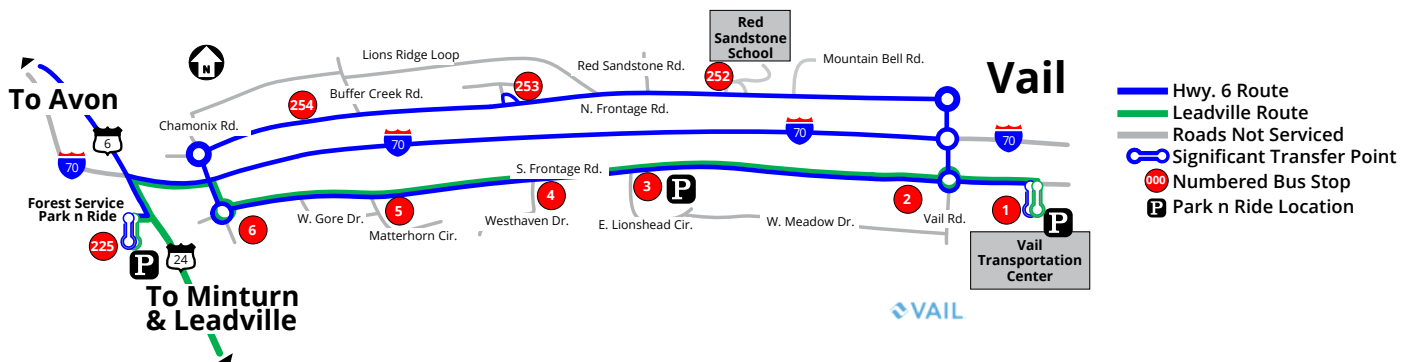 Red
Sandstone
School
Lions Ridge Loop
Red Sandstone Rd.
Mountain Bell Rd.
252
Vail
N
To Avon
253
254
Buffer Creek Rd.
N. Frontage Rd.
Chamonix Rd.
6
70
70
70
70
Hwy. 6 Route
Leadville Route
Roads Not Serviced
Significant Transfer Point
000 Numbered Bus Stop
P Park n Ride Location
S. Frontage Rd.
Forest Service
Park n Ride
225
P
24
6
W. Gore Dr.
5
Matterhorn Cir.
4
Westhaven Dr.
3
P
E. Lionshead Cir.
W. Meadow Dr.
2
Vail Rd.
1
P
Vail
Transportation
Center
To Minturn
& Leadville
VAIL